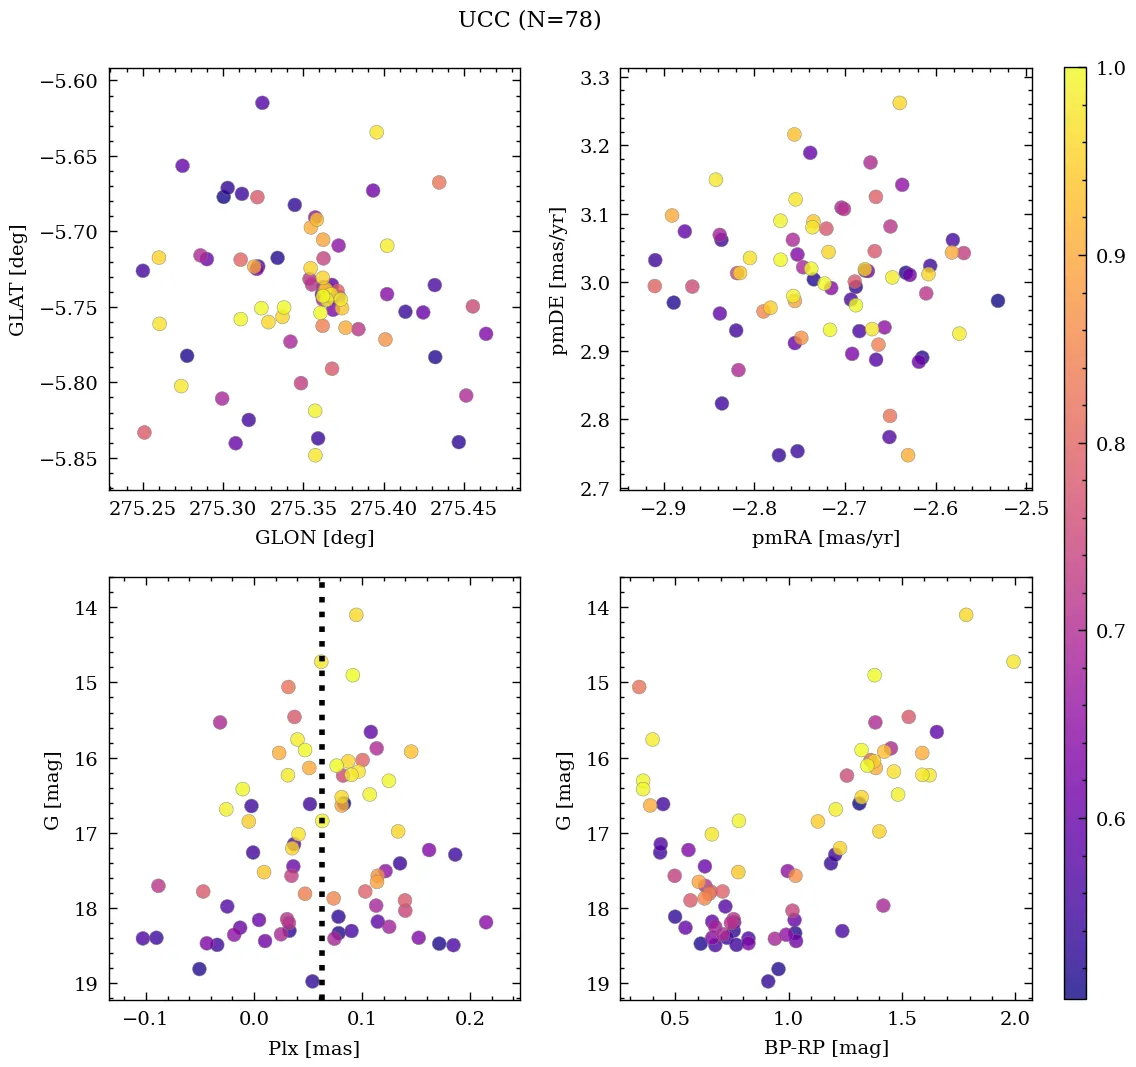 UCC (N=78)
−5.60
−5.65
−5.70
−5.75
−5.80
−5.85
GLAT [deg]
275.25 275.30 275.35 275.40 275.45
GLON [deg]
3.3
3.2
3.1
3.0
2.9
2.8
2.7
pmDE [mas/yr]
−2.9 −2.8 −2.7 −2.6 −2.5
pmRA [mas/yr]
14
15
16
17
18
19
G [mag]
−0.1 0.0 0.1 0.2
Plx [mas]
14
15
16
17
18
19
G [mag]
0.5 1.0 1.5 2.0
BP-RP [mag]
1.0
0.9
0.8
0.7
0.6